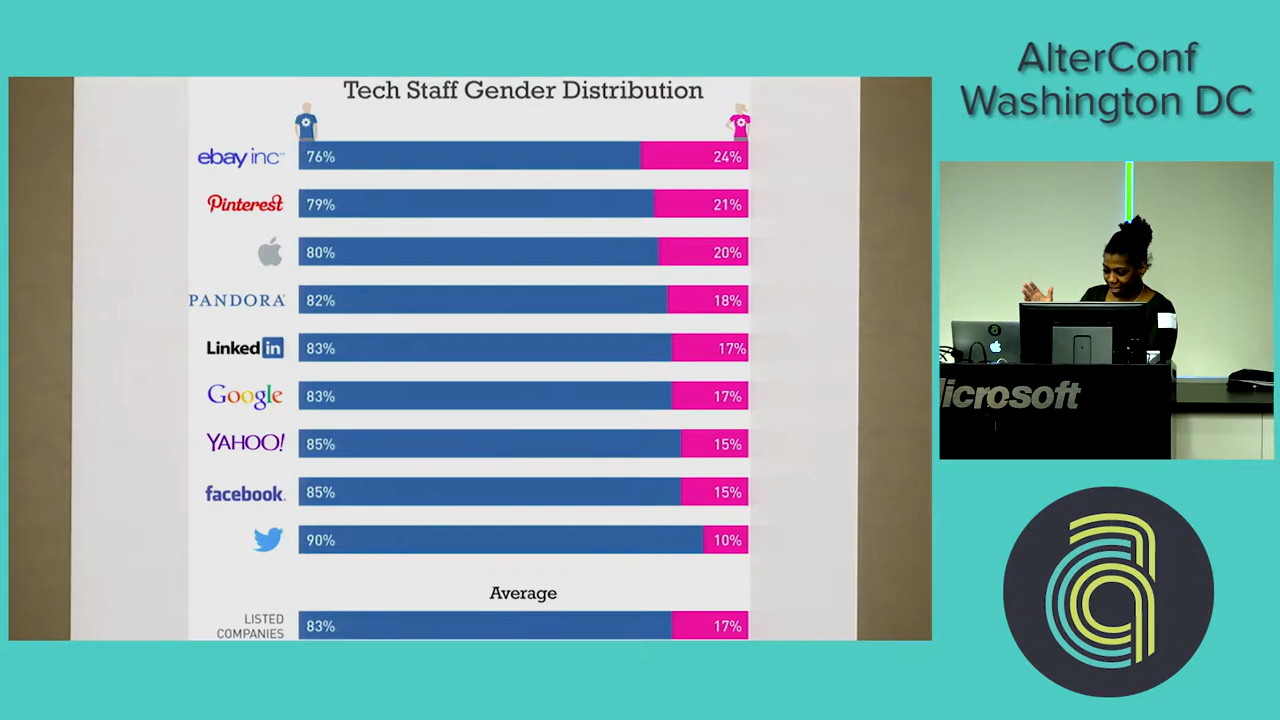 AlterConf
Washington DC
Tech Staff Gender Distribution
ebay inc™ 76% 24%
Pinterest 79% 21%
80% 20%
PANDORA 82% 18%
Linked in 83% 17%
Google 83% 17%
YAHOO! 85% 15%
facebook. 85% 15%
90% 10%
Average
LISTED
COMPANIES
83% 17%
icrosoft